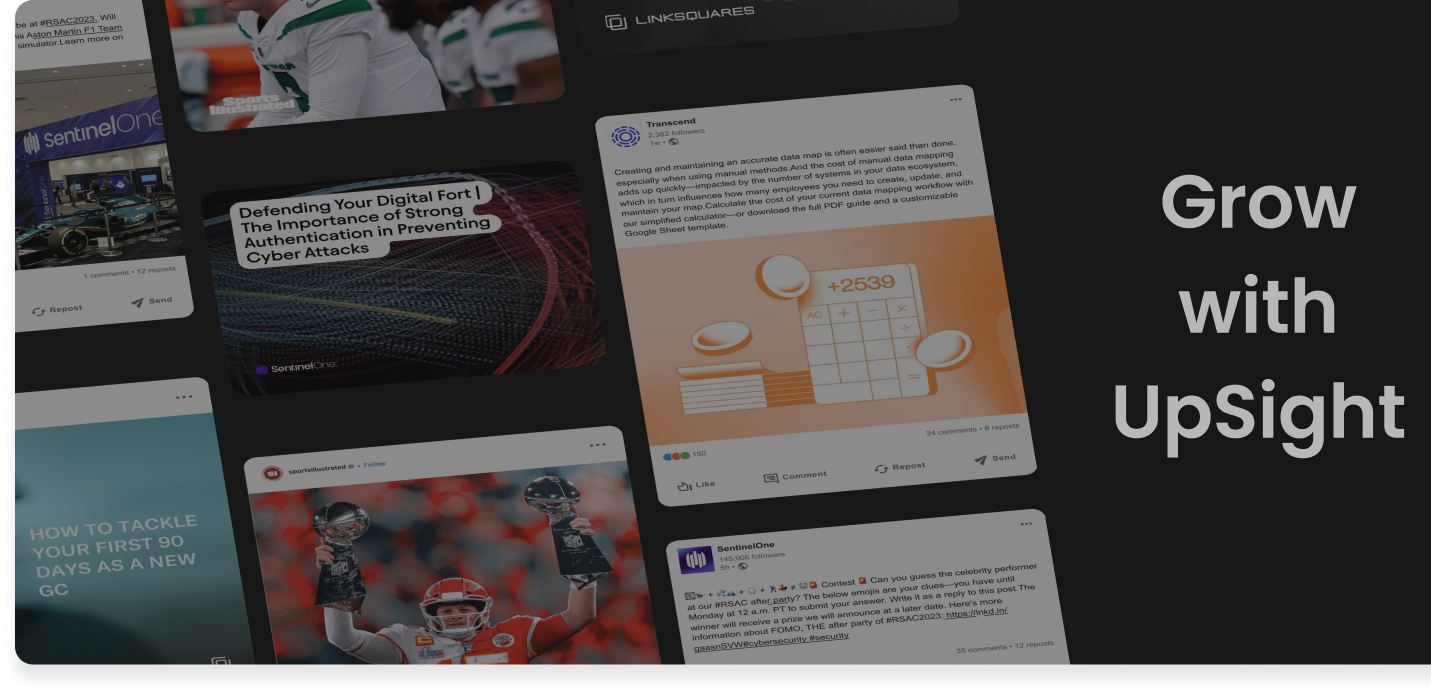 be at #RSAC2023. Will
is Aston Martin F1 Team
simulator.Learn more on
SentinelOne
1 comments • 12 reposts
Repost
Send
HOW TO TACKLE
YOUR FIRST 90
DAYS AS A NEW
GC
Sports
Illustrated
Defending Your Digital Fort |
The Importance of Strong
Authentication in Preventing
Cyber Attacks
SentinelOne
sportsillustrated • Follow
SI
LINKSQUARES
Transcend
2,382 followers
1w •
Creating and maintaining an accurate data map is often easier said than done,
especially when using manual methods.And the cost of manual data mapping
adds up quickly—impacted by the number of systems in your data ecosystem,
which in turn influences how many employees you need to create, update, and
maintain your map.Calculate the cost of your current data mapping workflow with
our simplified calculator—or download the full PDF guide and a customizable
Google Sheet template.
+2539
AC + − ×
÷
=
150
24 comments • 8 reposts
Like
Comment
Repost
Send
SentinelOne
145,906 followers
5h •
Contest 🚨 Can you guess the celebrity performer
at our #RSAC after party? The below emojis are your clues—you have until
Monday at 12 a.m. PT to submit your answer. Write it as a reply to this post.The
winner will receive a prize we will announce at a later date. Here's more
information about FOMO, THE after party of #RSAC2023: https://lnkd.in/
gaasnSVW#cybersecurity #security
35 comments • 12 reposts
Grow
with
UpSight